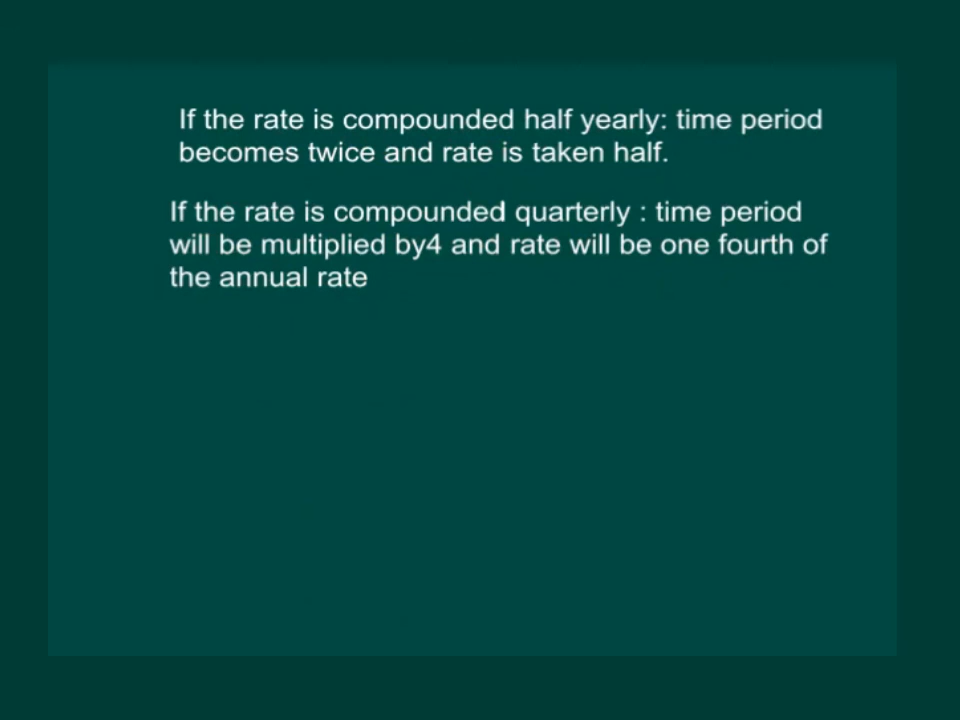 If the rate is compounded half yearly: time period
becomes twice and rate is taken half.
If the rate is compounded quarterly : time period
will be multiplied by4 and rate will be one fourth of
the annual rate